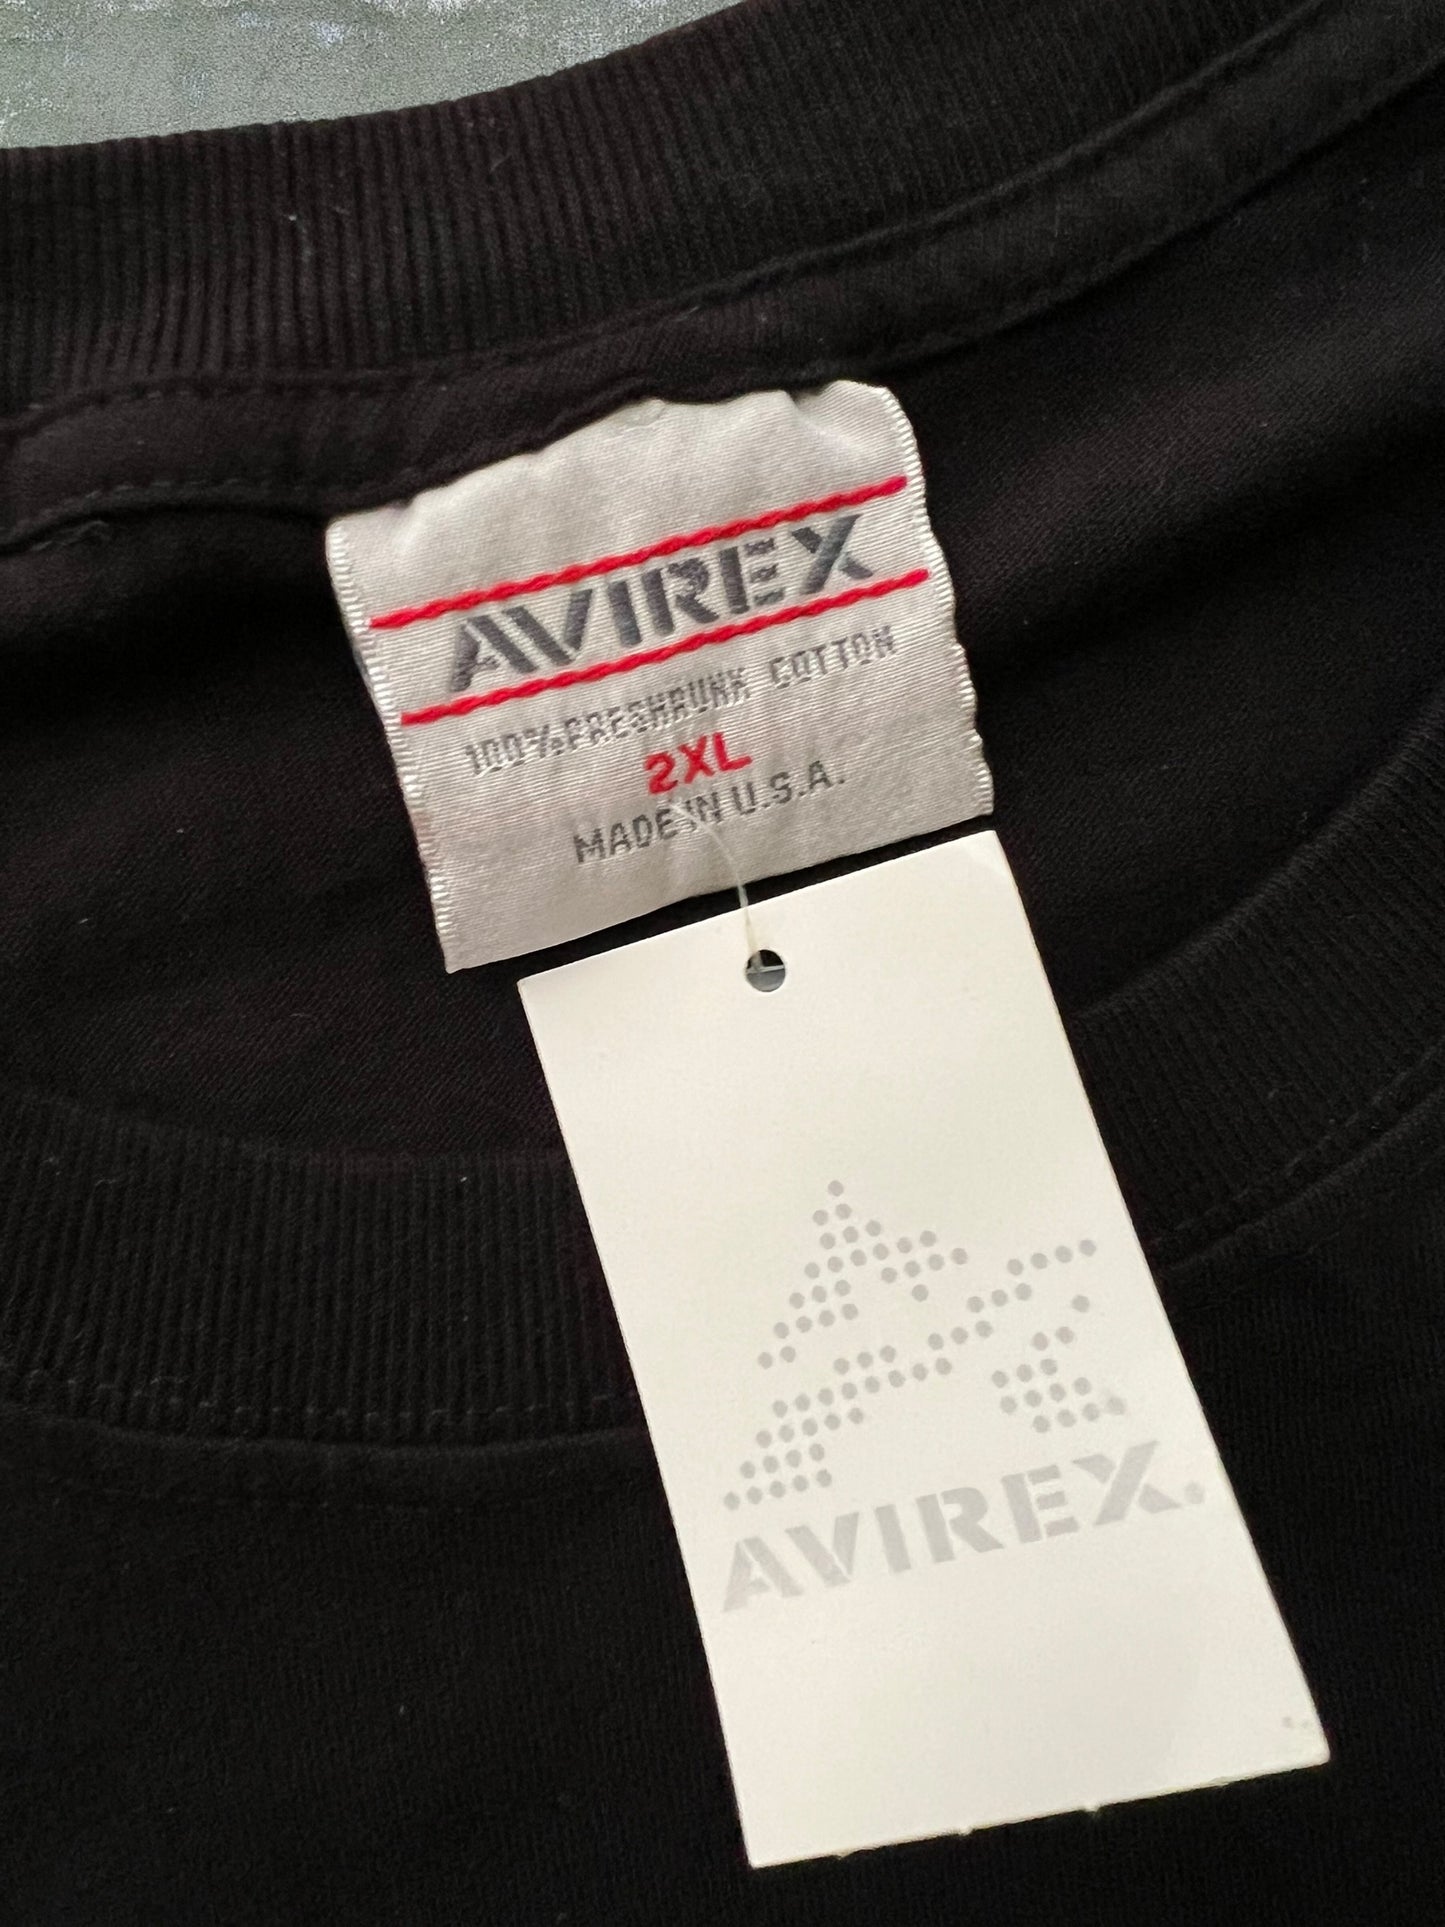 AVIREX
100% PRESHRUNK COTTON
2XL
MADE IN U.S.A.
AVIREX.